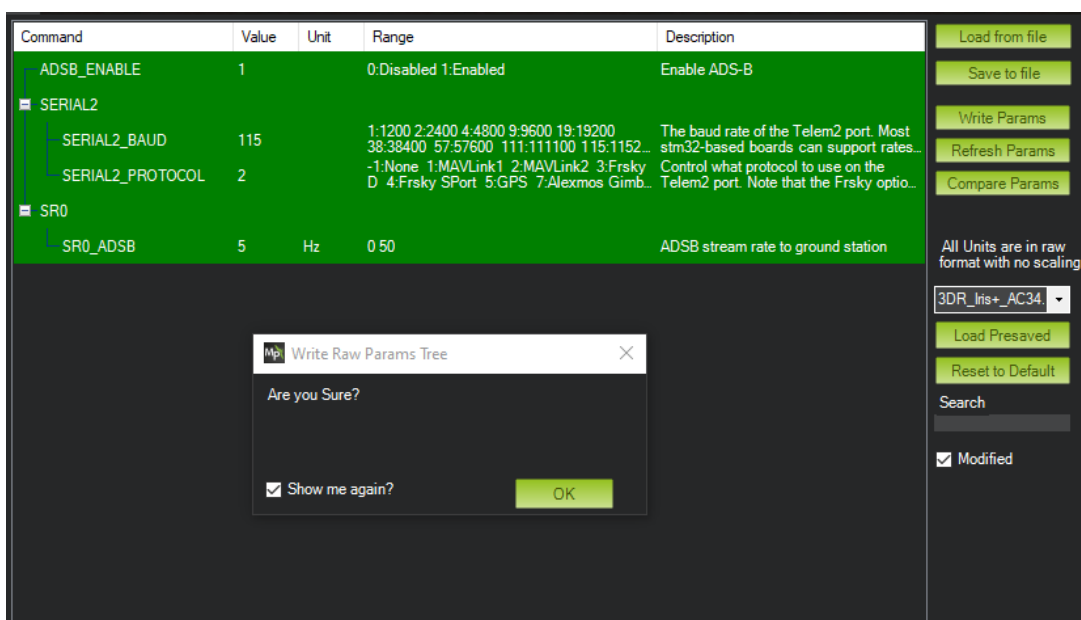 Command Value Unit Range Description
ADSB_ENABLE 1 0:Disabled 1:Enabled Enable ADS-B
SERIAL2
SERIAL2_BAUD 115 1:1200 2:2400 4:4800 9:9600 19:19200 The baud rate of the Telem2 port. Most
38:38400 57:57600 111:111100 115:1152... stm32-based boards can support rates...
SERIAL2_PROTOCOL 2 -1:None 1:MAVLink1 2:MAVLink2 3:Frsky Control what protocol to use on the
D 4:Frsky SPort 5:GPS 7:Alexmos Gimb... Telem2 port. Note that the Frsky optio...
SR0
SR0_ADSB 5 Hz 0 50 ADSB stream rate to ground station
Load from file
Save to file
Write Params
Refresh Params
Compare Params
All Units are in raw
format with no scaling
3DR_Iris+_AC34.
Load Presaved
Reset to Default
Search
Modified
Mp Write Raw Params Tree
Are you Sure?
Show me again?
OK